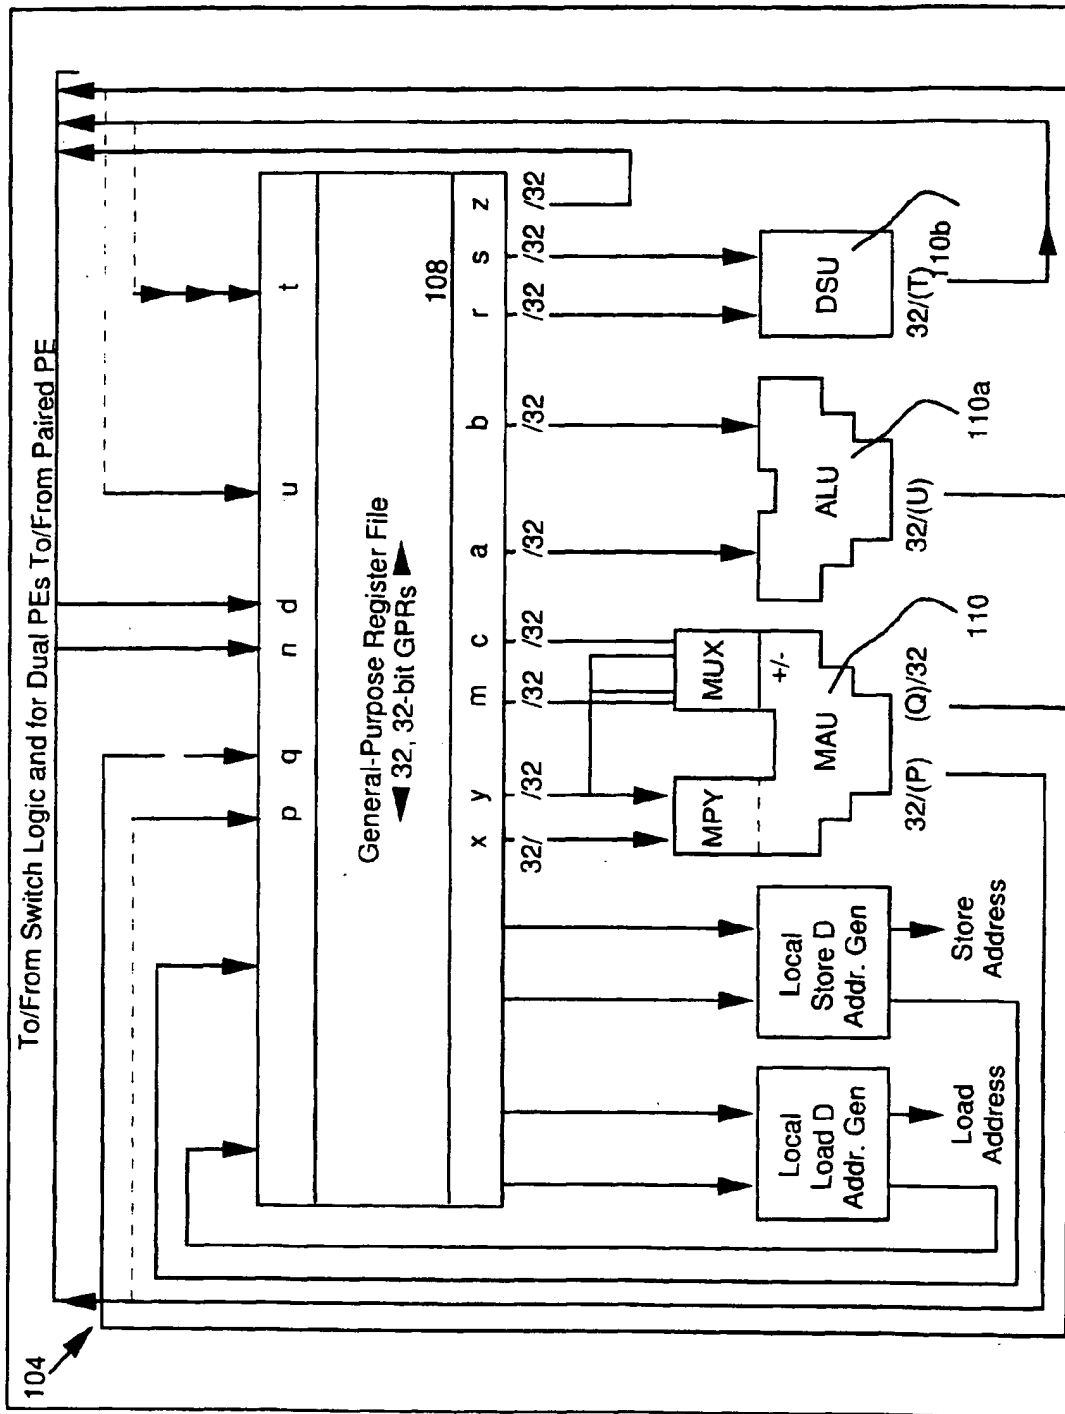 104
To/From Switch Logic and for Dual PEs To/From Paired PE
p q n d u t
General-Purpose Register File
◄ 32, 32-bit GPRs ►
108
x y m c a b r s z
32/ /32 /32 /32 /32 /32 /32 /32 /32
Local
Load D
Addr. Gen
Local
Store D
Addr. Gen
MPY
MUX
+/-
MAU
ALU
DSU
Load
Address
Store
Address
32/(P)
(Q)/32
110
32/(U)
110a
32/(T)
110b